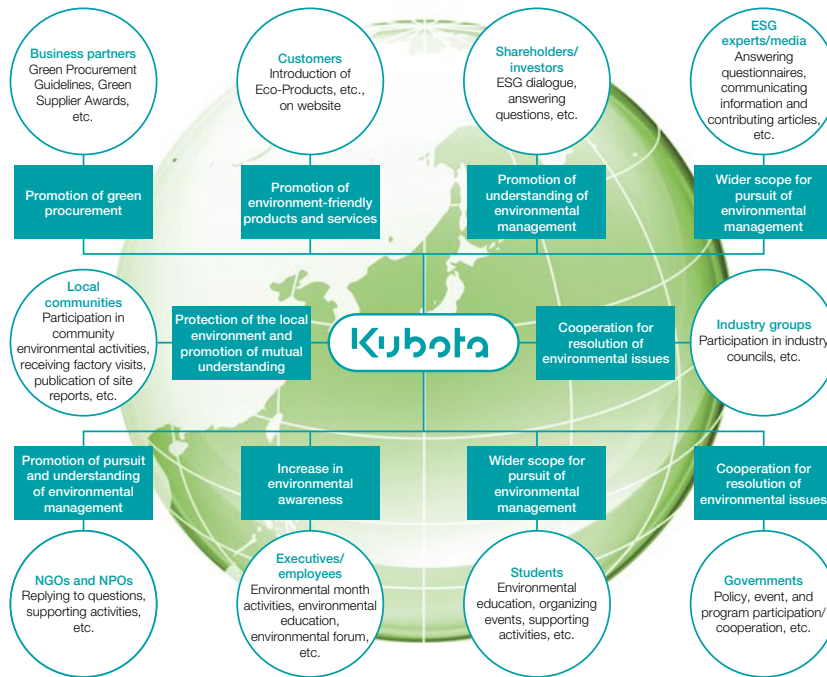 Business partners
Green Procurement
Guidelines, Green
Supplier Awards,
etc.
Customers
Introduction of
Eco-Products, etc.,
on website
Shareholders/
investors
ESG dialogue,
answering
questions, etc.
ESG
experts/media
Answering
questionnaires,
communicating
information and
contributing articles,
etc.
Promotion of green
procurement
Promotion of
environment-friendly
products and services
Promotion of
understanding of
environmental
management
Wider scope for
pursuit of
environmental
management
Local
communities
Participation in
community
environmental activities,
receiving factory visits,
publication of site
reports, etc.
Protection of the local
environment and
promotion of mutual
understanding
Kubota
Cooperation for
resolution of
environmental issues
Industry groups
Participation in industry
councils, etc.
Promotion of pursuit
and understanding
of environmental
management
Increase in
environmental
awareness
Wider scope for
pursuit of
environmental
management
Cooperation for
resolution of
environmental issues
NGOs and NPOs
Replying to questions,
supporting activities,
etc.
Executives/
employees
Environmental month
activities, environmental
education,
environmental forum,
etc.
Students
Environmental
education, organizing
events, supporting
activities, etc.
Governments
Policy, event, and
program participation/
cooperation, etc.